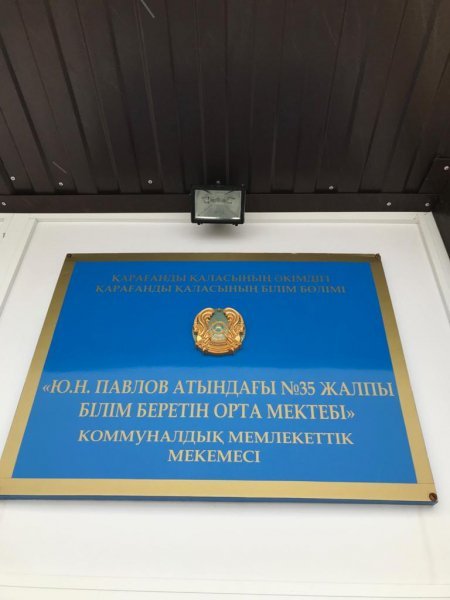 ҚАРАҒАНДЫ ҚАЛАСЫНЫҢ ӘКІМДІГІ
ҚАРАҒАНДЫ ҚАЛАСЫНЫҢ БІЛІМ БӨЛІМІ
«Ю.Н. ПАВЛОВ АТЫНДАҒЫ №35 ЖАЛПЫ
БІЛІМ БЕРЕТІН ОРТА МЕКТЕБІ»
КОММУНАЛДЫҚ МЕМЛЕКЕТТІК
МЕКЕМЕСІ